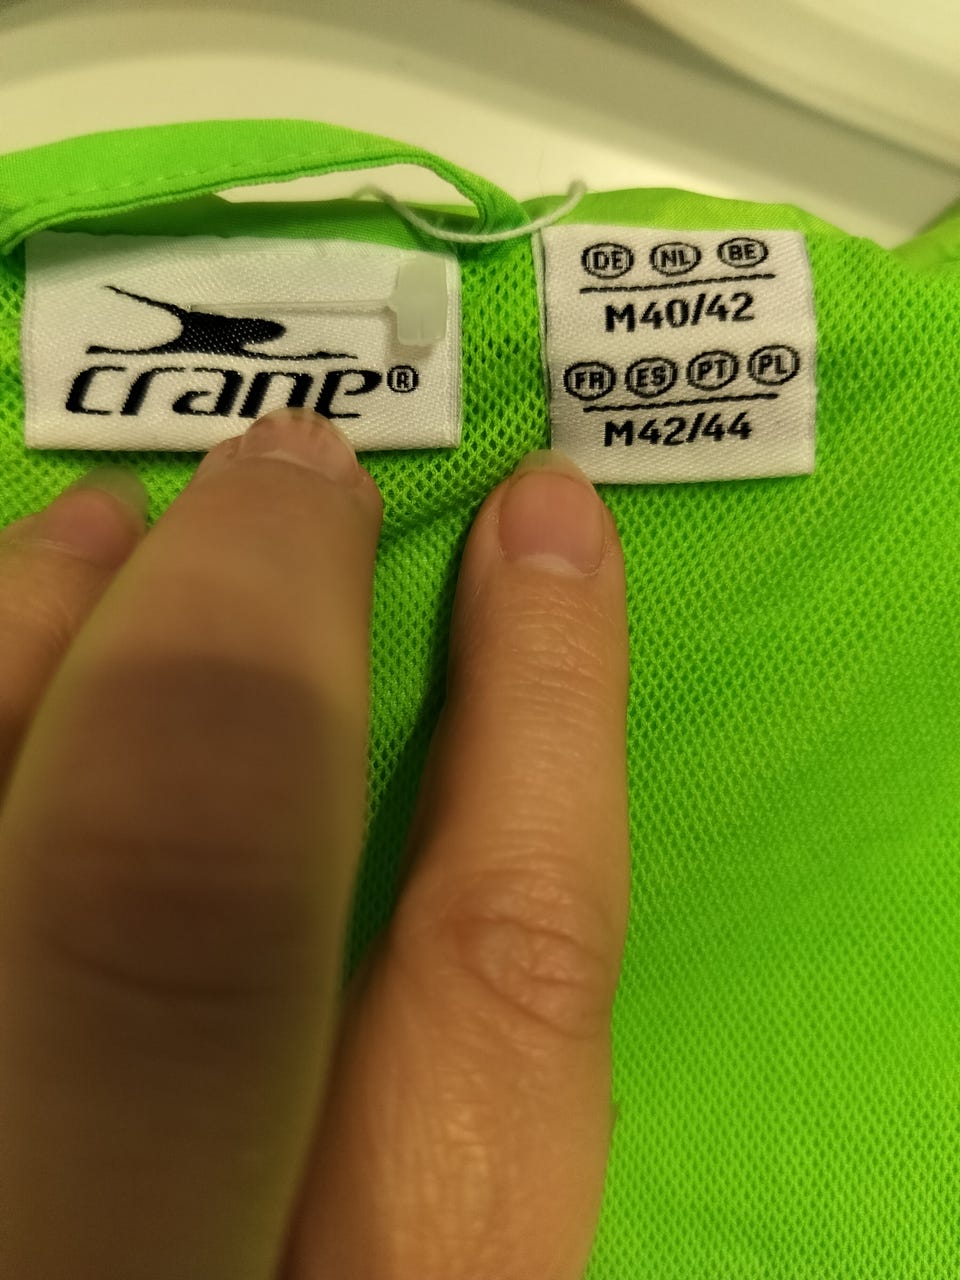 crane®
DE NL BE
M40/42
FR ES PT PL
M42/44